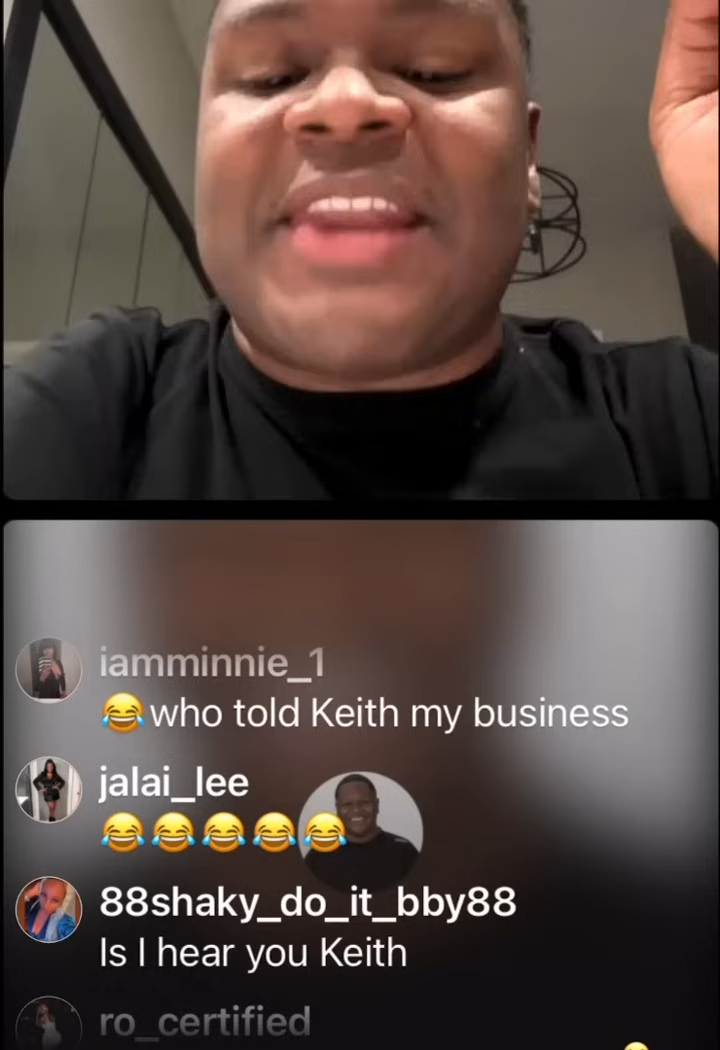 iamminnie_1
😂who told Keith my business
jalai_lee
😂😂😂😂😂
88shaky_do_it_bby88
Is I hear you Keith
ro_certified